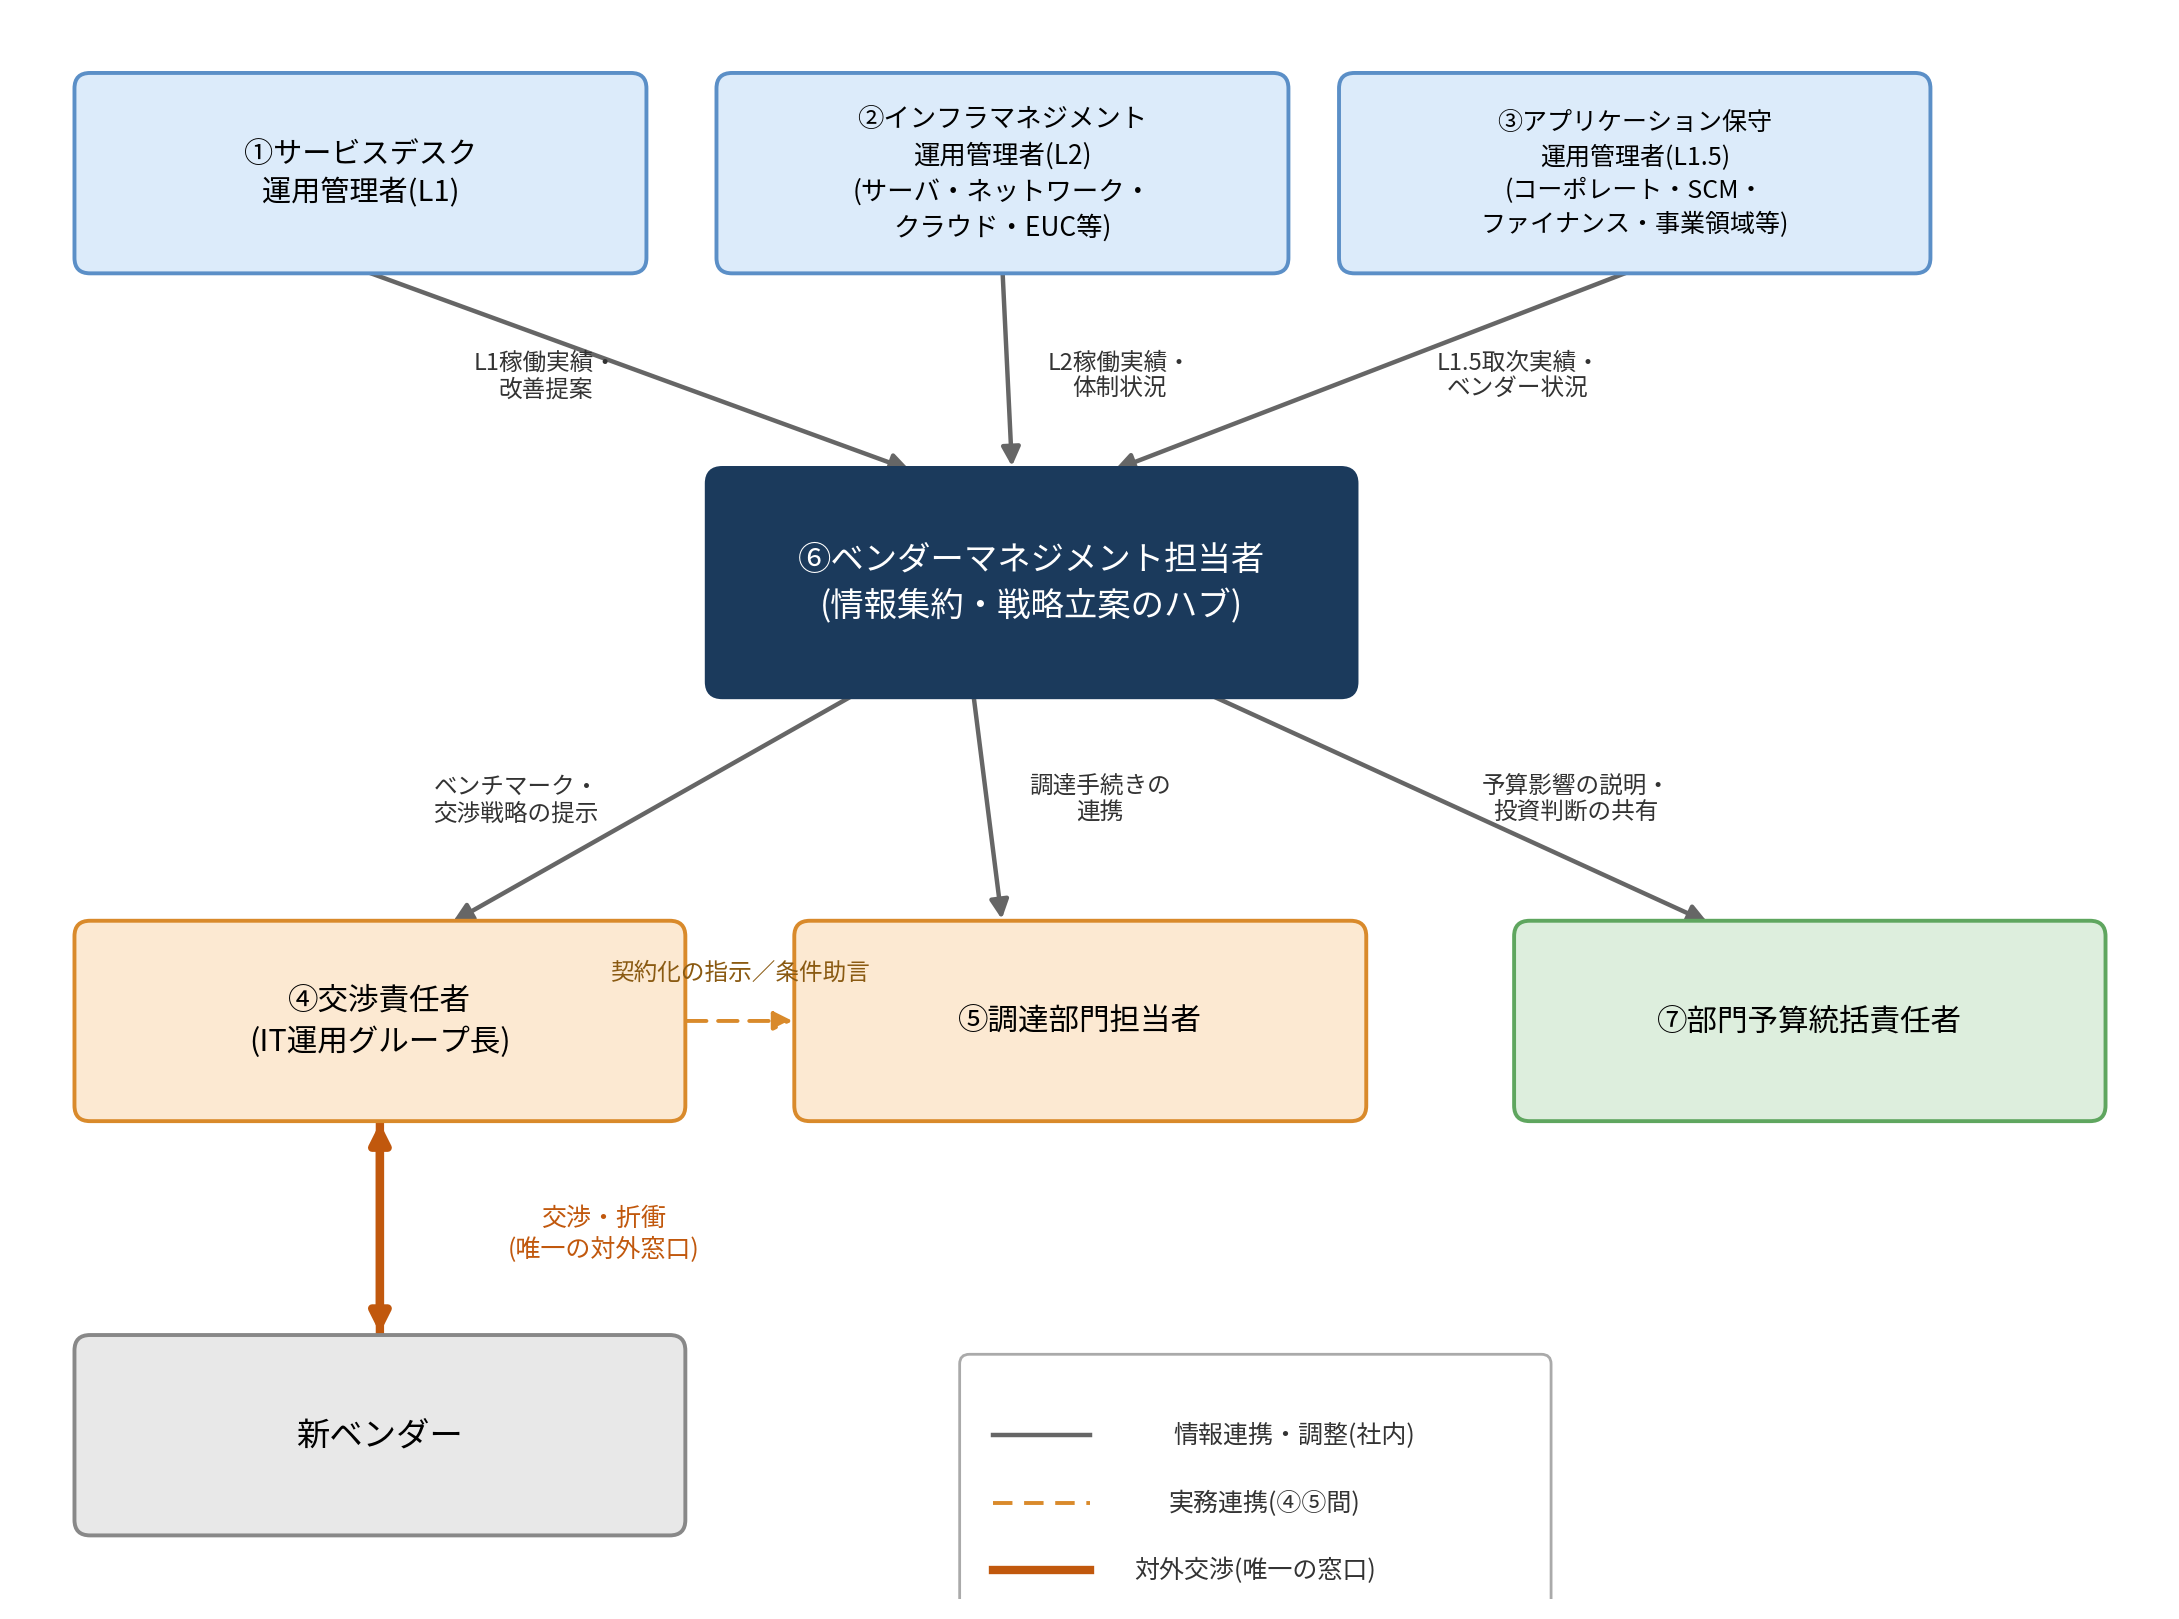 ①サービスデスク
運用管理者(L1)
②インフラマネジメント
運用管理者(L2)
(サーバ・ネットワーク・
クラウド・EUC等)
③アプリケーション保守
運用管理者(L1.5)
(コーポレート・SCM・
ファイナンス・事業領域等)
L1稼働実績・
改善提案
L2稼働実績・
体制状況
L1.5取次実績・
ベンダー状況
⑥ベンダーマネジメント担当者
(情報集約・戦略立案のハブ)
ベンチマーク・
交渉戦略の提示
調達手続きの
連携
予算影響の説明・
投資判断の共有
④交渉責任者
(IT運用グループ長)
契約化の指示／条件助言
⑤調達部門担当者
⑦部門予算統括責任者
交渉・折衝
(唯一の対外窓口)
新ベンダー
情報連携・調整(社内)
実務連携(④⑤間)
対外交渉(唯一の窓口)